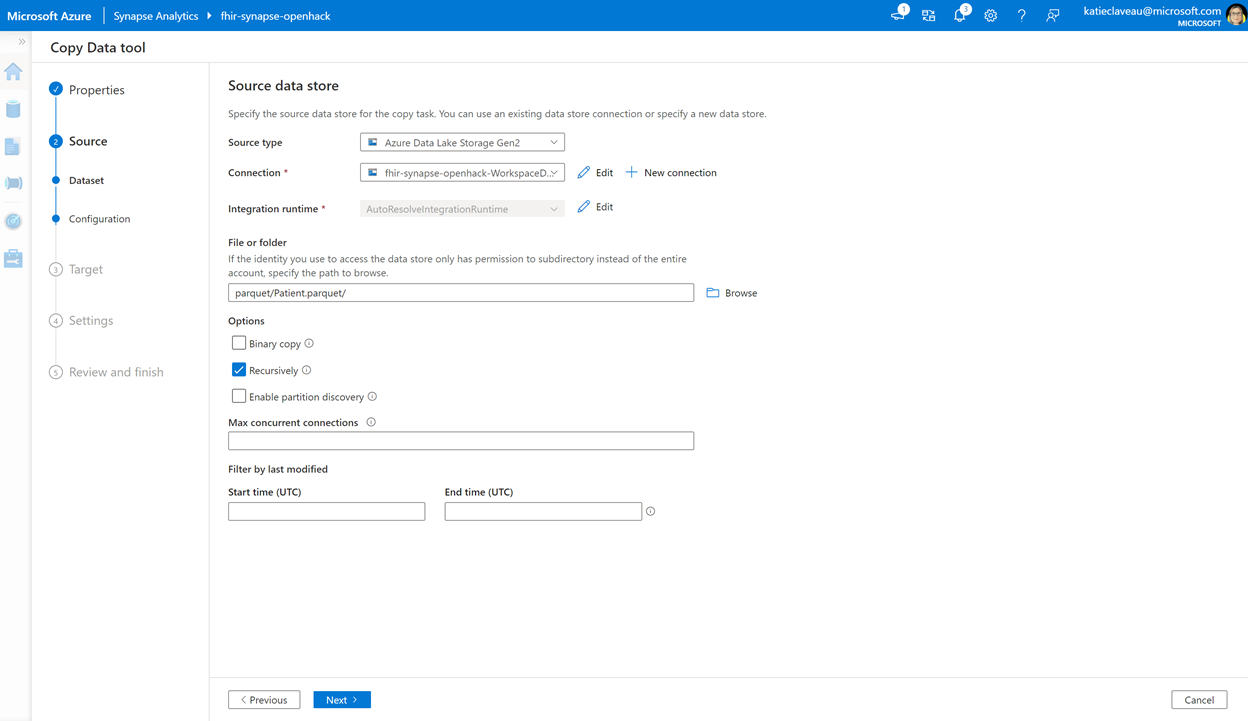 Microsoft Azure Synapse Analytics fhir-synapse-openhack 1 3 ? katieclaveau@microsoft.com
MICROSOFT
»
Copy Data tool
Properties
2 Source
Dataset
Configuration
3 Target
4 Settings
5 Review and finish
Source data store
Specify the source data store for the copy task. You can use an existing data store connection or specify a new data store.
Source type Azure Data Lake Storage Gen2
Connection * fhir-synapse-openhack-WorkspaceD... Edit New connection
Integration runtime * AutoResolveIntegrationRuntime Edit
File or folder
If the identity you use to access the data store only has permission to subdirectory instead of the entire
account, specify the path to browse.
parquet/Patient.parquet/ Browse
Options
Binary copy
Recursively
Enable partition discovery
Max concurrent connections
Filter by last modified
Start time (UTC) End time (UTC)
Previous Next Cancel